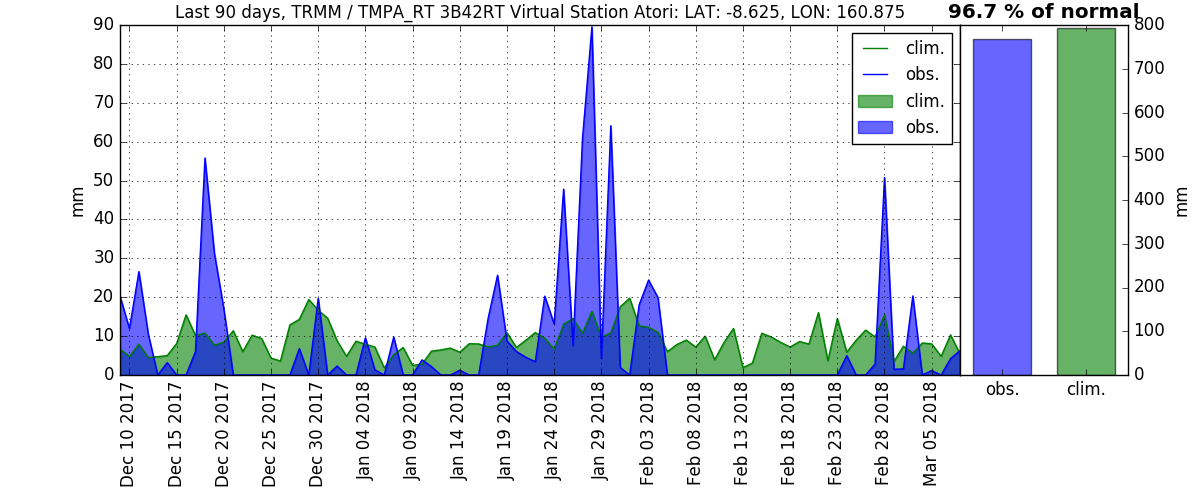 Last 90 days, TRMM / TMPA_RT 3B42RT Virtual Station Atori: LAT: -8.625, LON: 160.875
96.7 % of normal
90
80
70
60
50
40
30
20
10
0
mm
clim.
obs.
clim.
obs.
Dec 10 2017
Dec 15 2017
Dec 20 2017
Dec 25 2017
Dec 30 2017
Jan 04 2018
Jan 09 2018
Jan 14 2018
Jan 19 2018
Jan 24 2018
Jan 29 2018
Feb 03 2018
Feb 08 2018
Feb 13 2018
Feb 18 2018
Feb 23 2018
Feb 28 2018
Mar 05 2018
800
700
600
500
400
300
200
100
0
mm
obs.
clim.